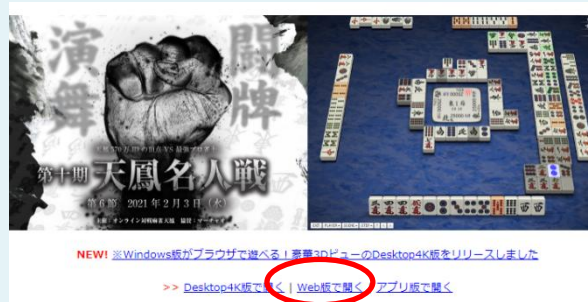 演舞
闘牌
第十期 天鳳名人戦
第6節 2021年2月3日(水)
NEW! ※Windows版がブラウザで遊べる!豪華3DビューのDesktop4K版をリリースしました
>> Desktop4K版で開く | Web版で開く アプリ版で開く